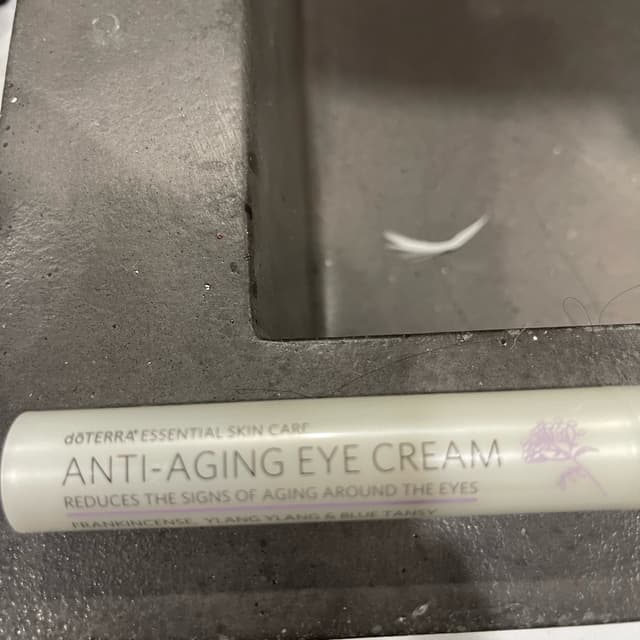 dōTERRA® ESSENTIAL SKIN CARE
ANTI-AGING EYE CREAM
REDUCES THE SIGNS OF AGING AROUND THE EYES
FRANKINCENSE, YLANG YLANG & BLUE TANSY